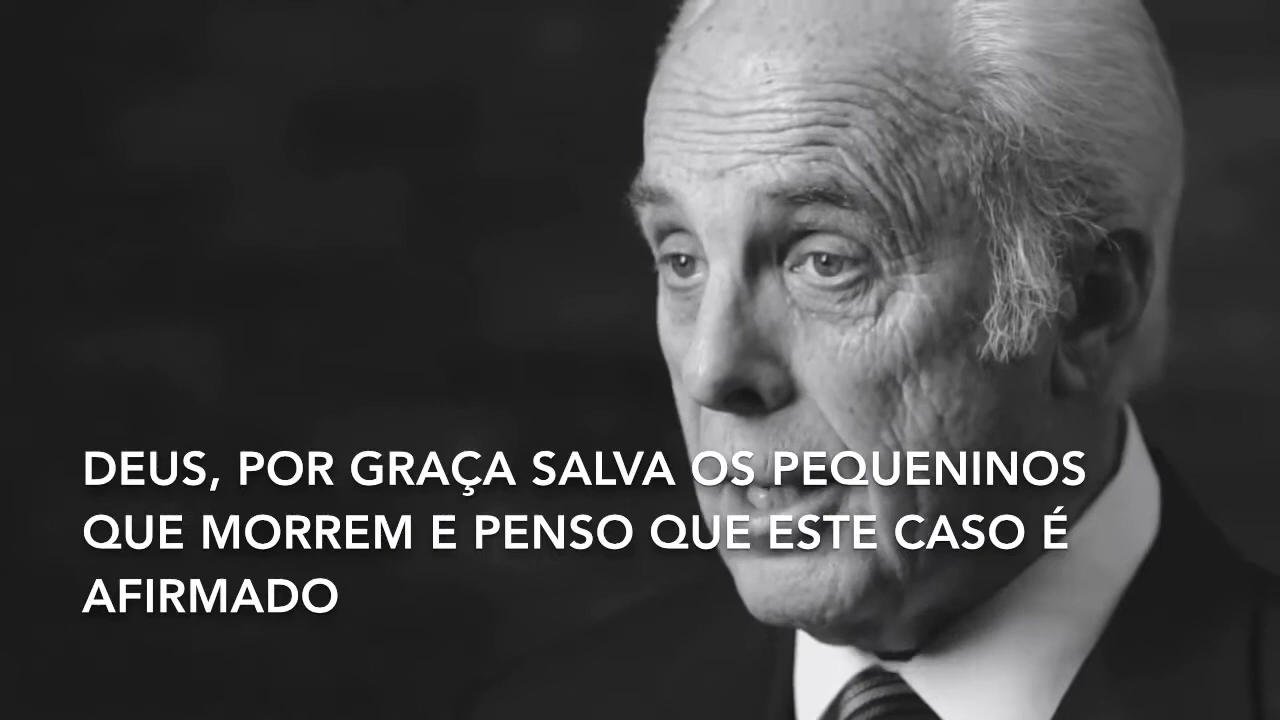 DEUS, POR GRAÇA SALVA OS PEQUENINOS
QUE MORREM E PENSO QUE ESTE CASO É
AFIRMADO